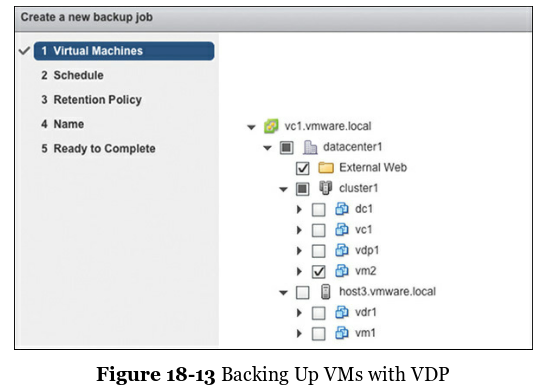 Create a new backup job
1 Virtual Machines
2 Schedule
3 Retention Policy
4 Name
5 Ready to Complete
vc1.vmware.local
datacenter1
External Web
cluster1
dc1
vc1
vdp1
vm2
host3.vmware.local
vdr1
vm1
Figure 18-13 Backing Up VMs with VDP